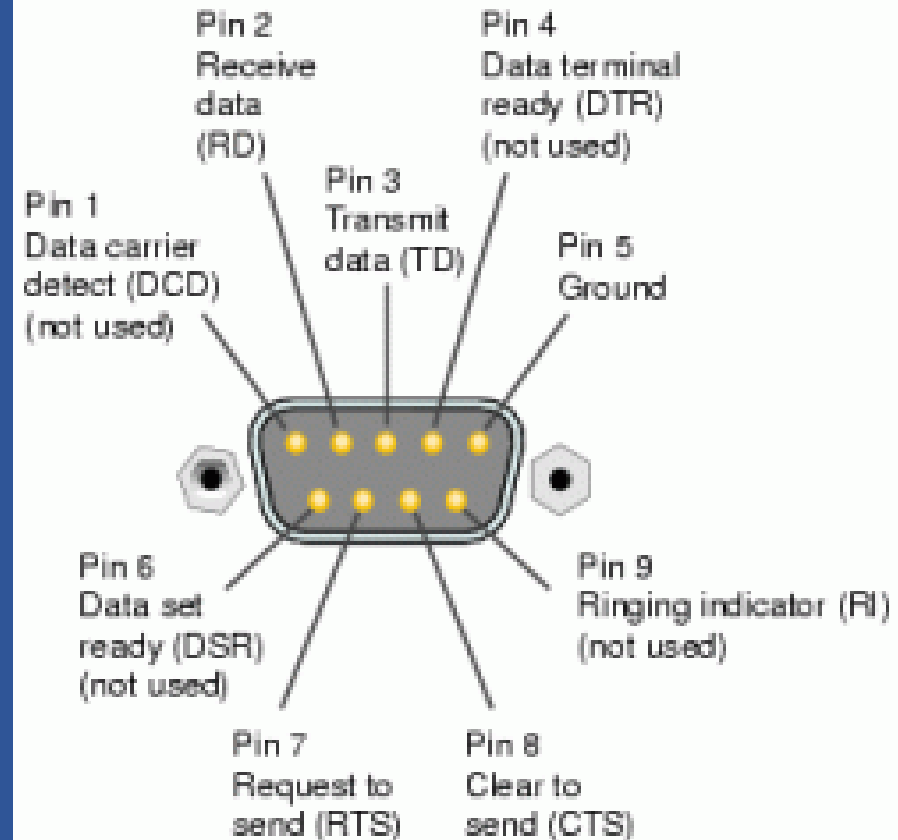 Pin 1
Data carrier
detect (DCD)
(not used)
Pin 2
Receive
data
(RD)
Pin 3
Transmit
data (TD)
Pin 4
Data terminal
ready (DTR)
(not used)
Pin 5
Ground
Pin 6
Data set
ready (DSR)
(not used)
Pin 7
Request to
send (RTS)
Pin 8
Clear to
send (CTS)
Pin 9
Ringing indicator (RI)
(not used)